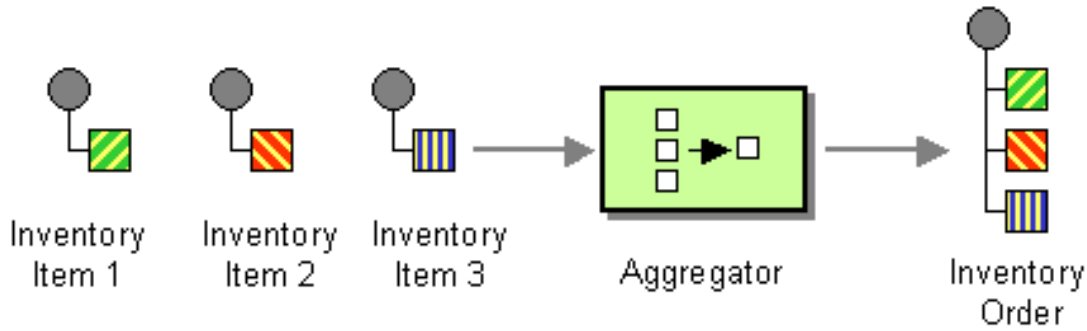 Inventory
Item 1
Inventory
Item 2
Inventory
Item 3
Aggregator
Inventory
Order